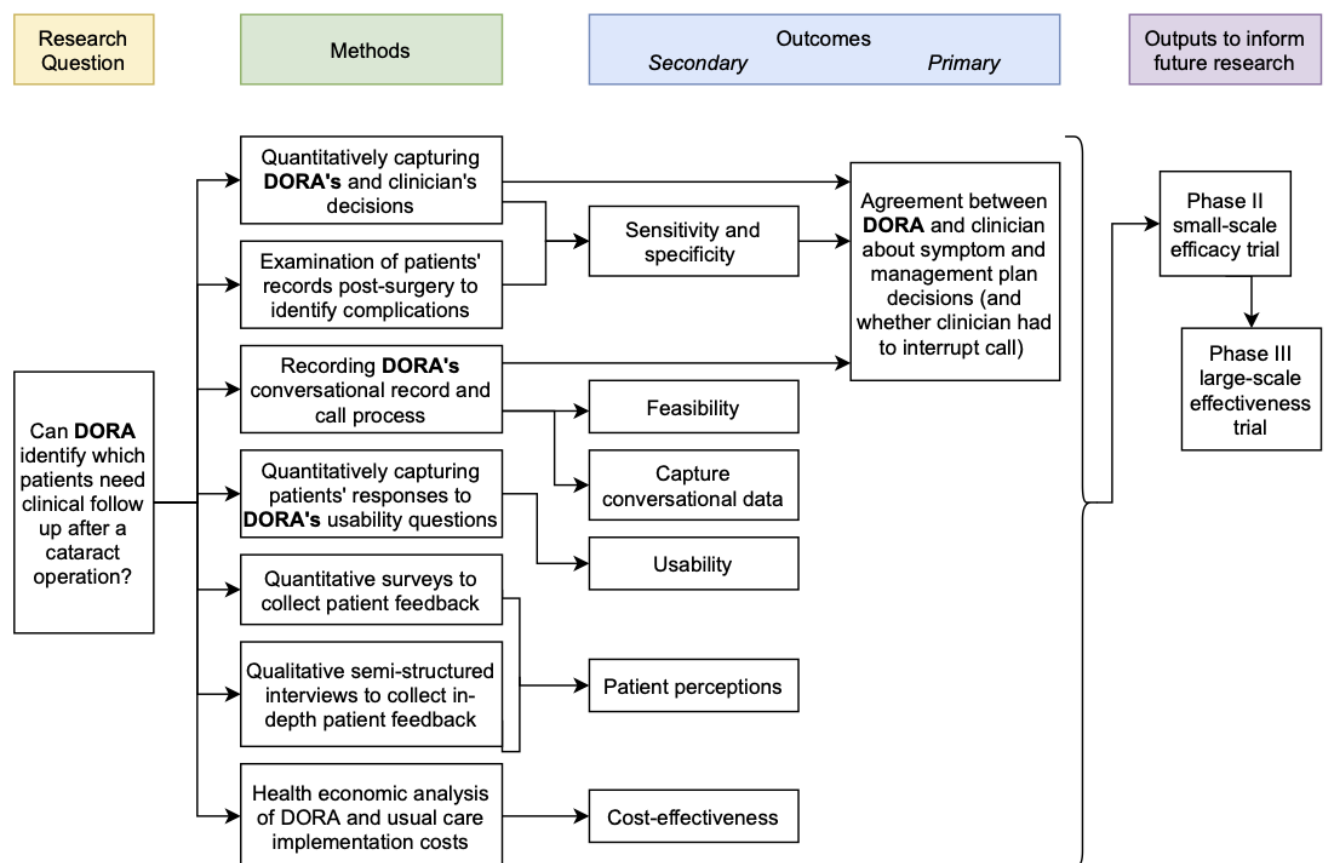 Research
Question
Methods
Outcomes
Secondary Primary
Outputs to inform
future research
Can DORA
identify which
patients need
clinical follow
up after a
cataract
operation?
Quantitatively capturing
DORA's and clinician's
decisions
Examination of patients'
records post-surgery to
identify complications
Recording DORA's
conversational record and
call process
Quantitatively capturing
patients' responses to
DORA's usability questions
Quantitative surveys to
collect patient feedback
Qualitative semi-structured
interviews to collect in-
depth patient feedback
Health economic analysis
of DORA and usual care
implementation costs
Sensitivity and
specificity
Feasibility
Capture
conversational data
Usability
Patient perceptions
Cost-effectiveness
Agreement between
DORA and clinician
about symptom and
management plan
decisions (and
whether clinician had
to interrupt call)
Phase II
small-scale
efficacy trial
Phase III
large-scale
effectiveness
trial